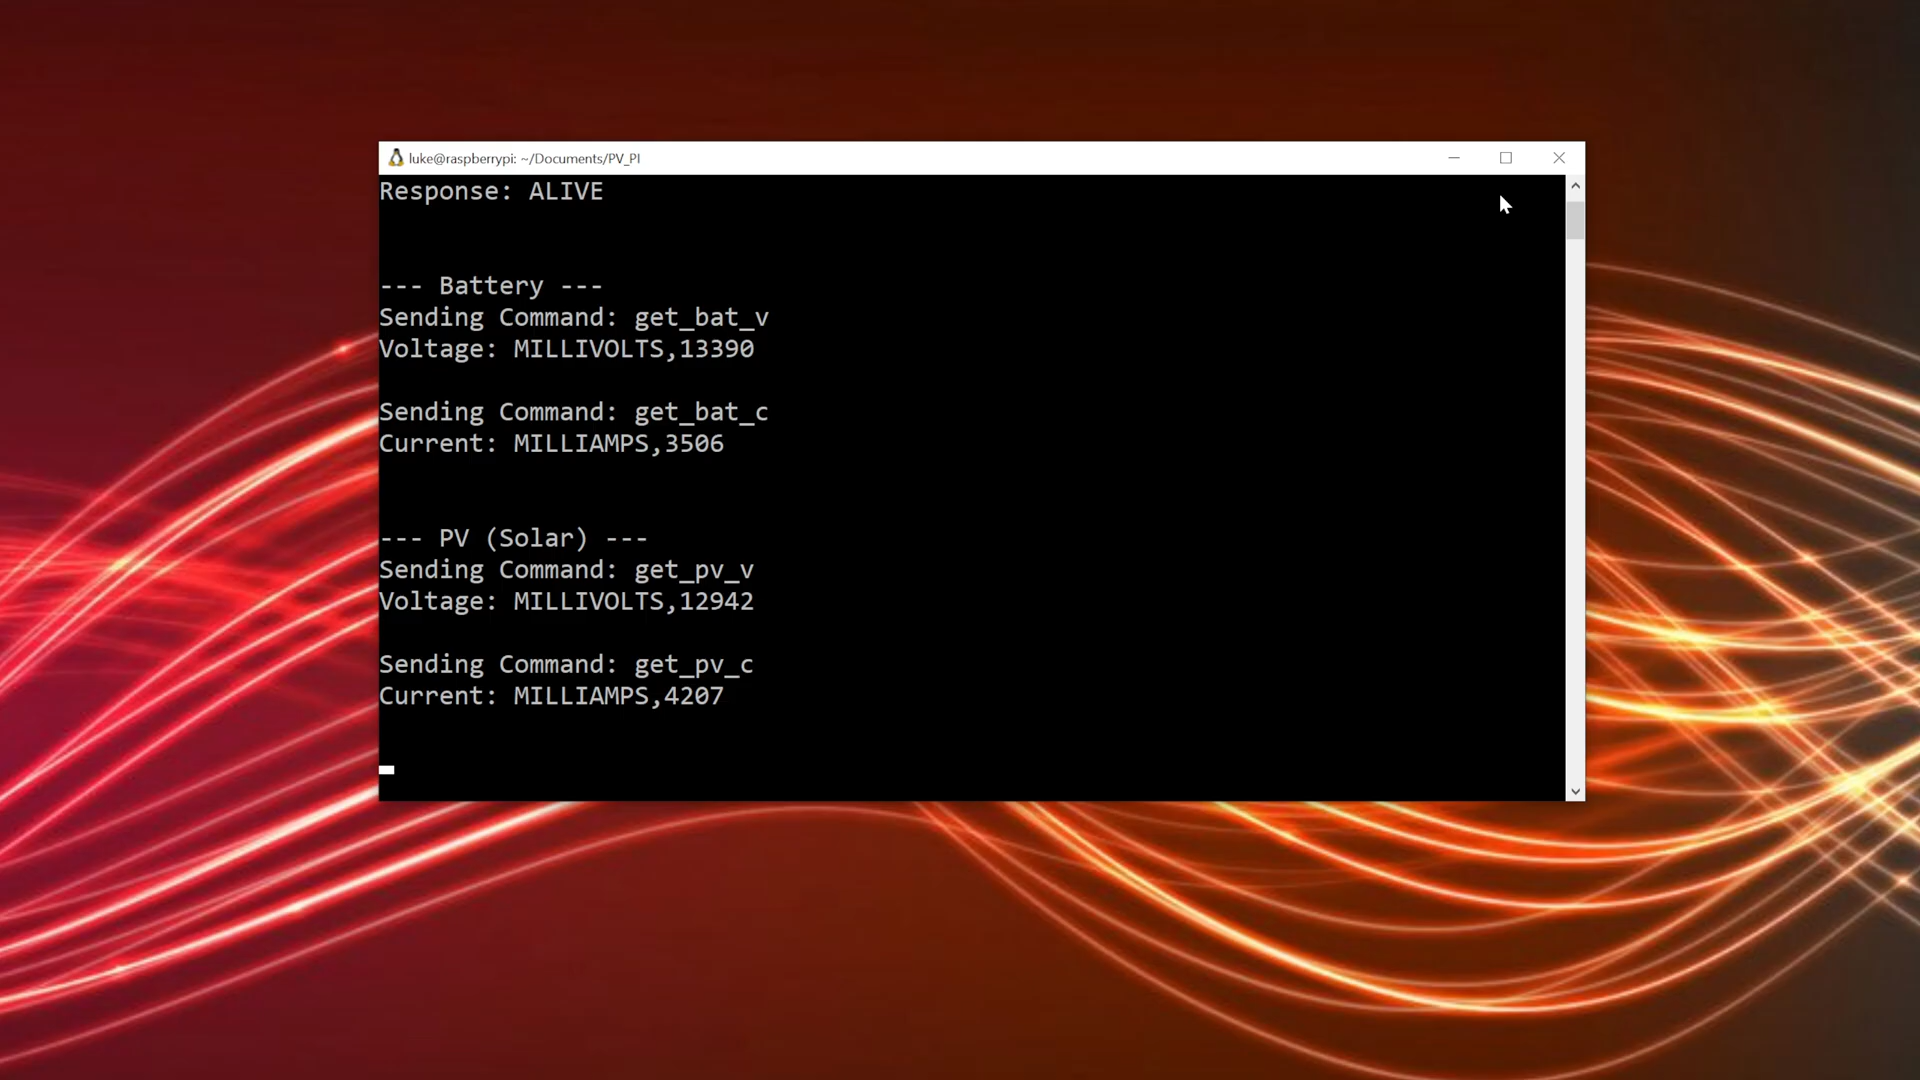 luke@raspberrypi: ~/Documents/PV_PI
Response: ALIVE
--- Battery ---
Sending Command: get_bat_v
Voltage: MILLIVOLTS,13390
Sending Command: get_bat_c
Current: MILLIAMPS,3506
--- PV (Solar) ---
Sending Command: get_pv_v
Voltage: MILLIVOLTS,12942
Sending Command: get_pv_c
Current: MILLIAMPS,4207